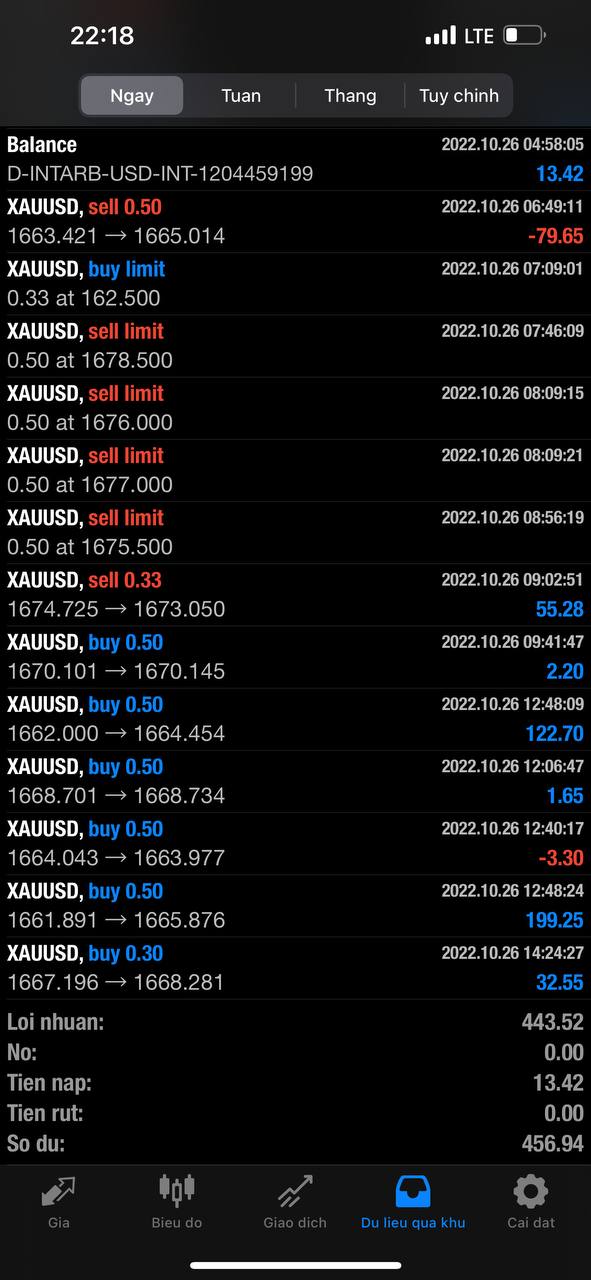 22:18 LTE
Ngay Tuan Thang Tuy chinh
Balance 2022.10.26 04:58:05
D-INTARB-USD-INT-1204459199 13.42
XAUUSD, sell 0.50 2022.10.26 06:49:11
1663.421 → 1665.014 -79.65
XAUUSD, buy limit 2022.10.26 07:09:01
0.33 at 162.500
XAUUSD, sell limit 2022.10.26 07:46:09
0.50 at 1678.500
XAUUSD, sell limit 2022.10.26 08:09:15
0.50 at 1676.000
XAUUSD, sell limit 2022.10.26 08:09:21
0.50 at 1677.000
XAUUSD, sell limit 2022.10.26 08:56:19
0.50 at 1675.500
XAUUSD, sell 0.33 2022.10.26 09:02:51
1674.725 → 1673.050 55.28
XAUUSD, buy 0.50 2022.10.26 09:41:47
1670.101 → 1670.145 2.20
XAUUSD, buy 0.50 2022.10.26 12:48:09
1662.000 → 1664.454 122.70
XAUUSD, buy 0.50 2022.10.26 12:06:47
1668.701 → 1668.734 1.65
XAUUSD, buy 0.50 2022.10.26 12:40:17
1664.043 → 1663.977 -3.30
XAUUSD, buy 0.50 2022.10.26 12:48:24
1661.891 → 1665.876 199.25
XAUUSD, buy 0.30 2022.10.26 14:24:27
1667.196 → 1668.281 32.55
Loi nhuan: 443.52
No: 0.00
Tien nap: 13.42
Tien rut: 0.00
So du: 456.94
Gia Bieu do Giao dich Du lieu qua khu Cai dat